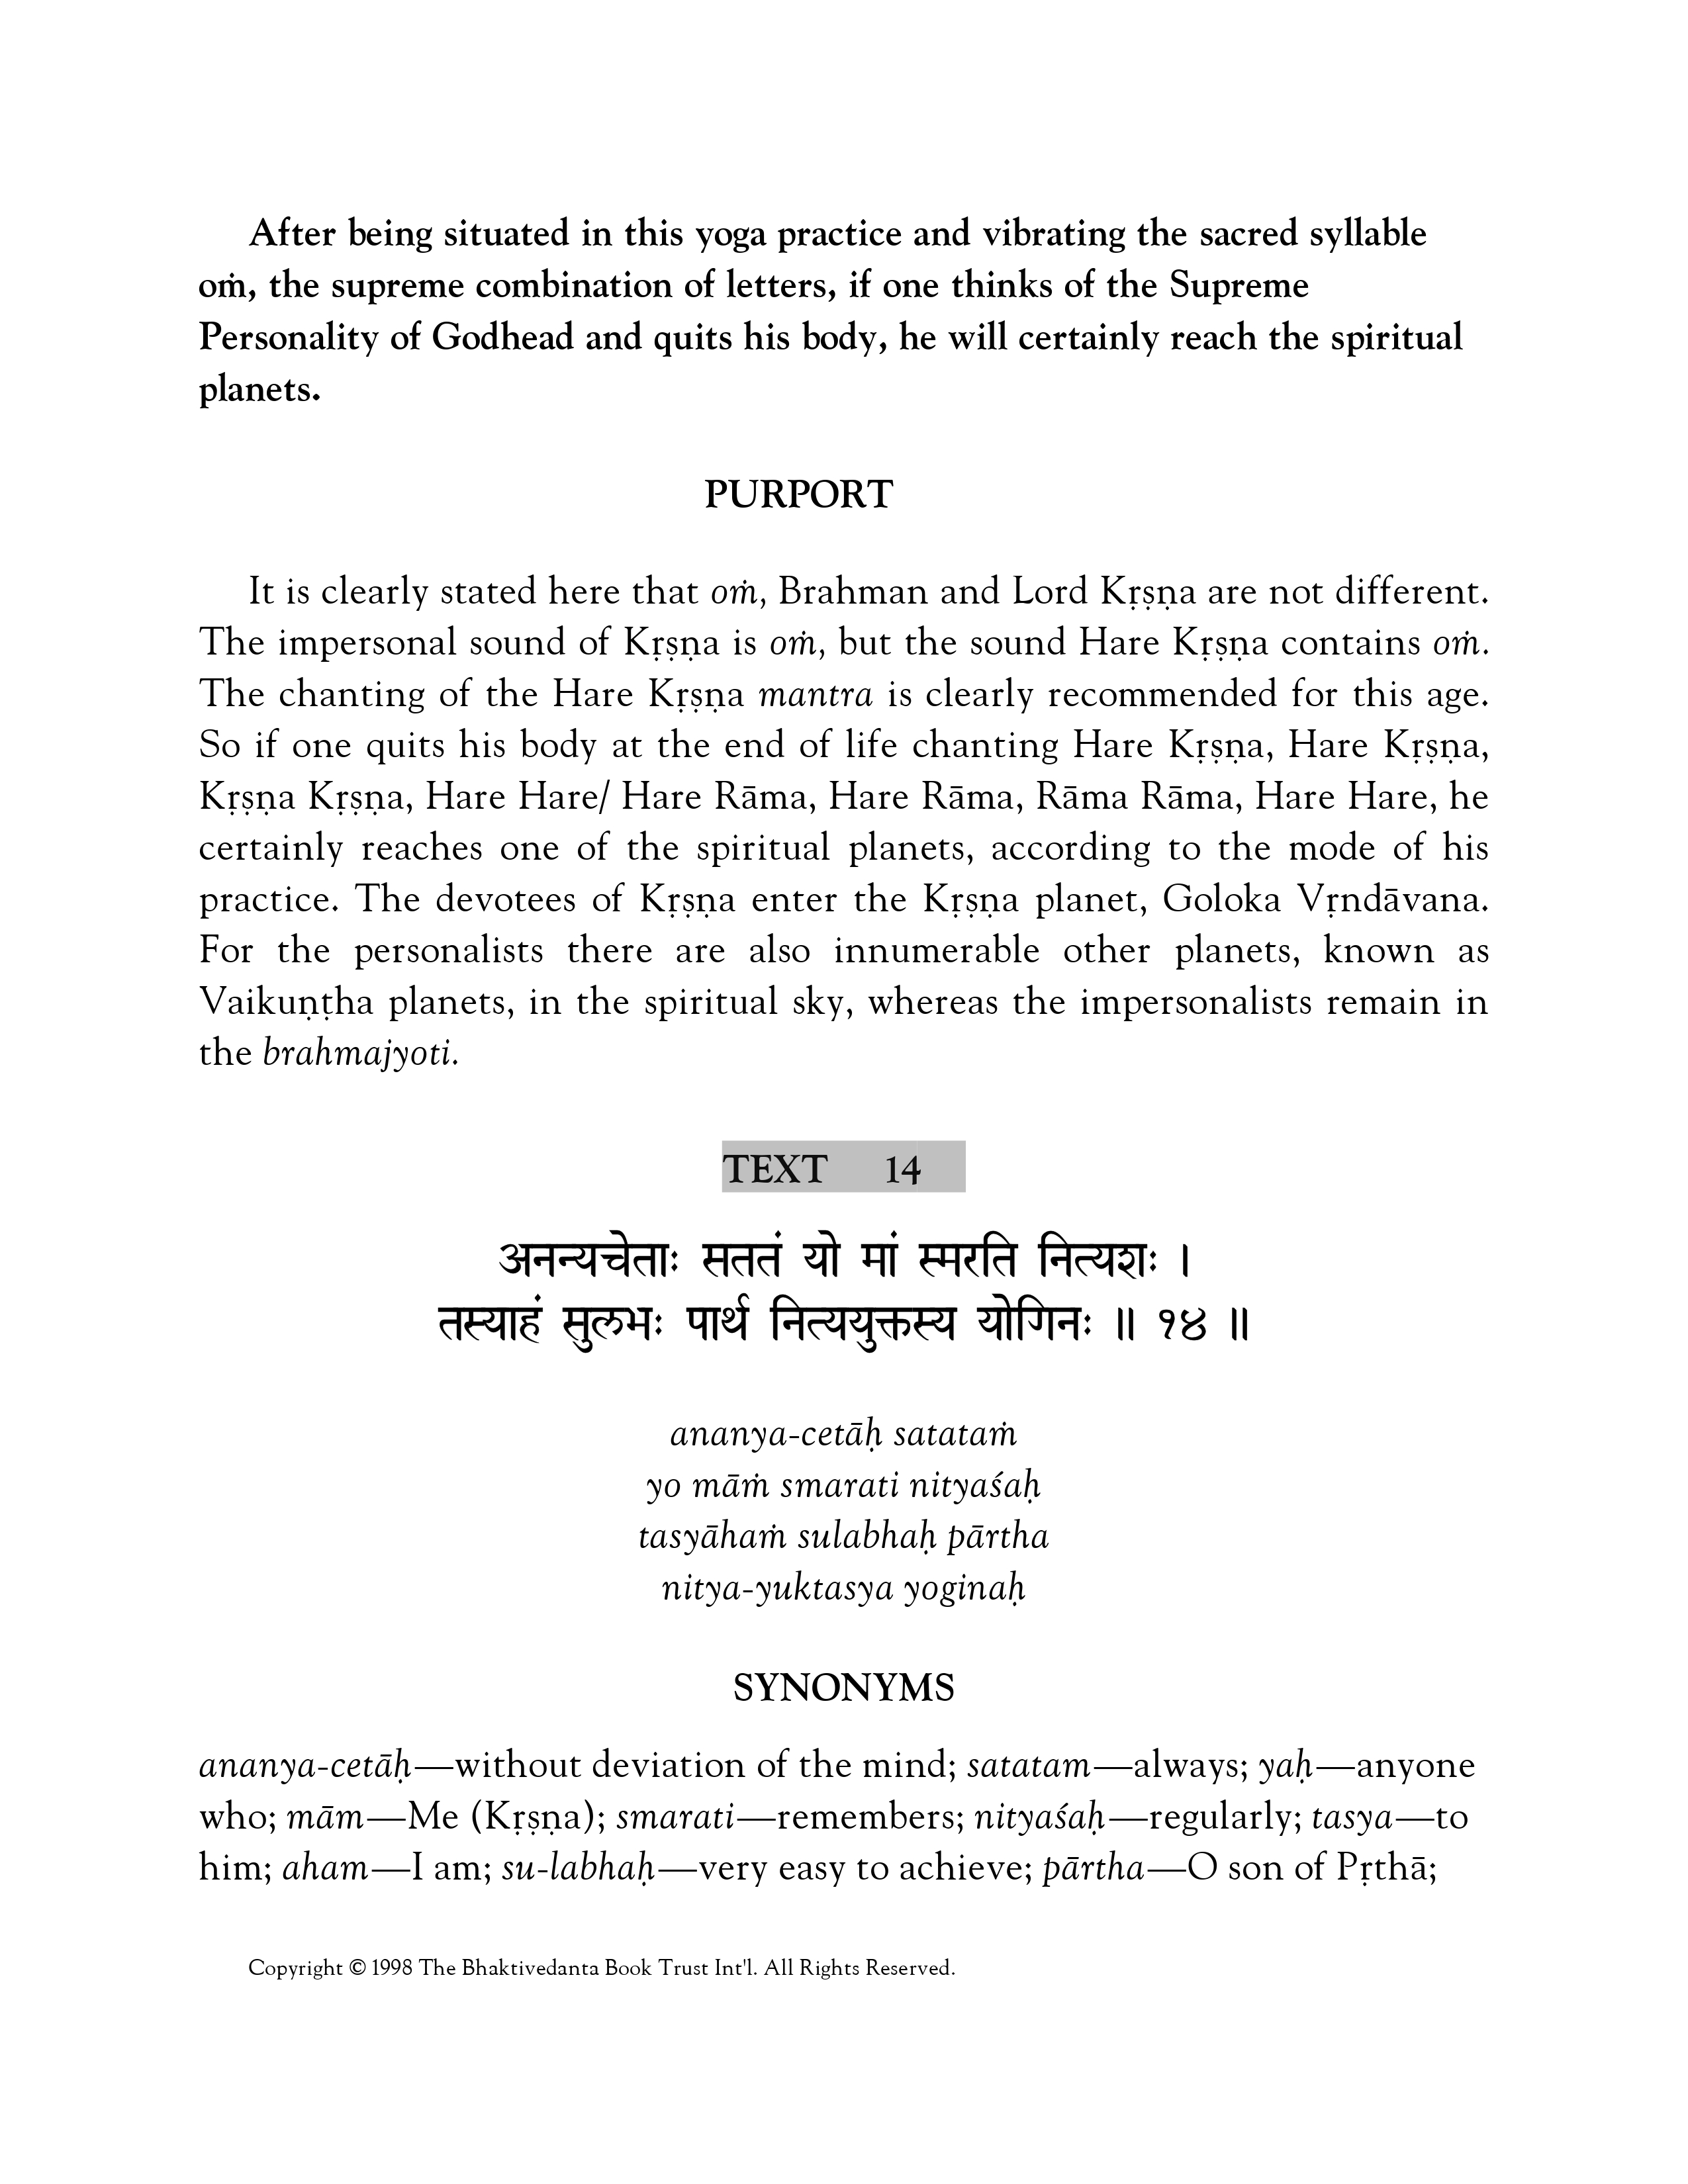 After being situated in this yoga practice and vibrating the sacred syllable
oṁ, the supreme combination of letters, if one thinks of the Supreme
Personality of Godhead and quits his body, he will certainly reach the spiritual
planets.
PURPORT
It is clearly stated here that oṁ, Brahman and Lord Kṛṣṇa are not different.
The impersonal sound of Kṛṣṇa is oṁ, but the sound Hare Kṛṣṇa contains oṁ.
The chanting of the Hare Kṛṣṇa mantra is clearly recommended for this age.
So if one quits his body at the end of life chanting Hare Kṛṣṇa, Hare Kṛṣṇa,
Kṛṣṇa Kṛṣṇa, Hare Hare/ Hare Rāma, Hare Rāma, Rāma Rāma, Hare Hare, he
certainly reaches one of the spiritual planets, according to the mode of his
practice. The devotees of Kṛṣṇa enter the Kṛṣṇa planet, Goloka Vṛndāvana.
For the personalists there are also innumerable other planets, known as
Vaikuṇṭha planets, in the spiritual sky, whereas the impersonalists remain in
the brahmajyoti.
TEXT 14
अनन्यचेताः सततं यो मां स्मरति नित्यशः ।
तस्याहं सुलभः पार्थ नित्ययुक्तस्य योगिनः ॥ १४ ॥
ananya-cetāḥ satataṁ
yo māṁ smarati nityaśaḥ
tasyāhaṁ sulabhaḥ pārtha
nitya-yuktasya yoginaḥ
SYNONYMS
ananya-cetāḥ—without deviation of the mind; satatam—always; yaḥ—anyone
who; mām—Me (Kṛṣṇa); smarati—remembers; nityaśaḥ—regularly; tasya—to
him; aham—I am; su-labhaḥ—very easy to achieve; pārtha—O son of Pṛthā;
Copyright © 1998 The Bhaktivedanta Book Trust Int'l. All Rights Reserved.